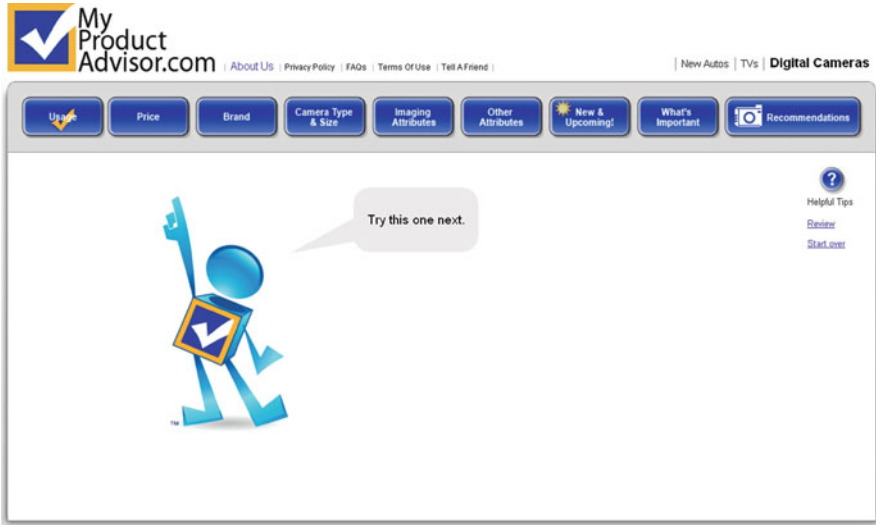 My
Product
Advisor.com
About Us | Privacy Policy | FAQs | Terms Of Use | Tell A Friend |
| New Autos | TVs | Digital Cameras
Usage
Price
Brand
Camera Type
& Size
Imaging
Attributes
Other
Attributes
New &
Upcoming!
What's
Important
Recommendations
?
Helpful Tips
Review
Start over
Try this one next.
TM